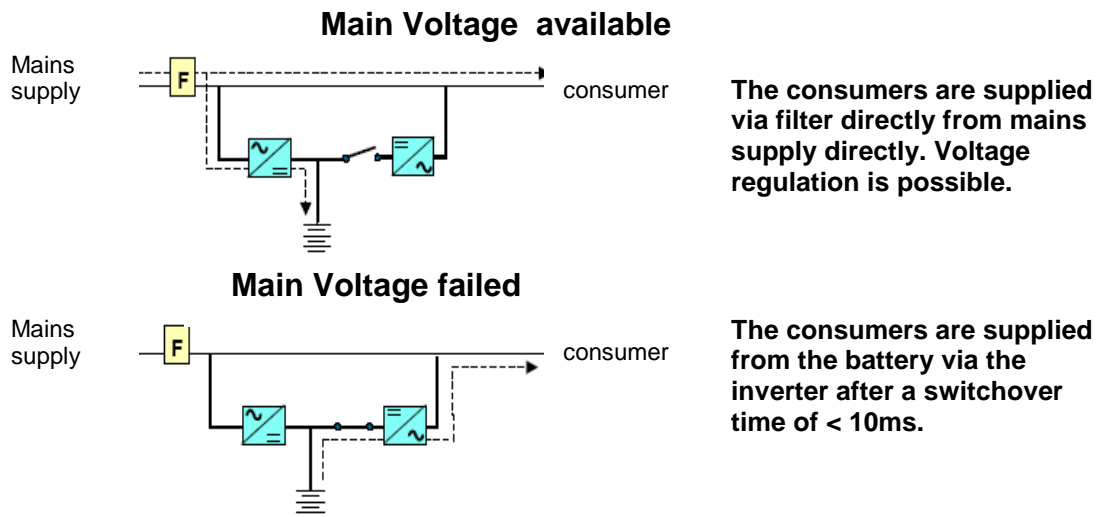 Main Voltage available
Mains
supply
F
consumer
The consumers are supplied
via filter directly from mains
supply directly. Voltage
regulation is possible.
Main Voltage failed
Mains
supply
F
consumer
The consumers are supplied
from the battery via the
inverter after a switchover
time of < 10ms.